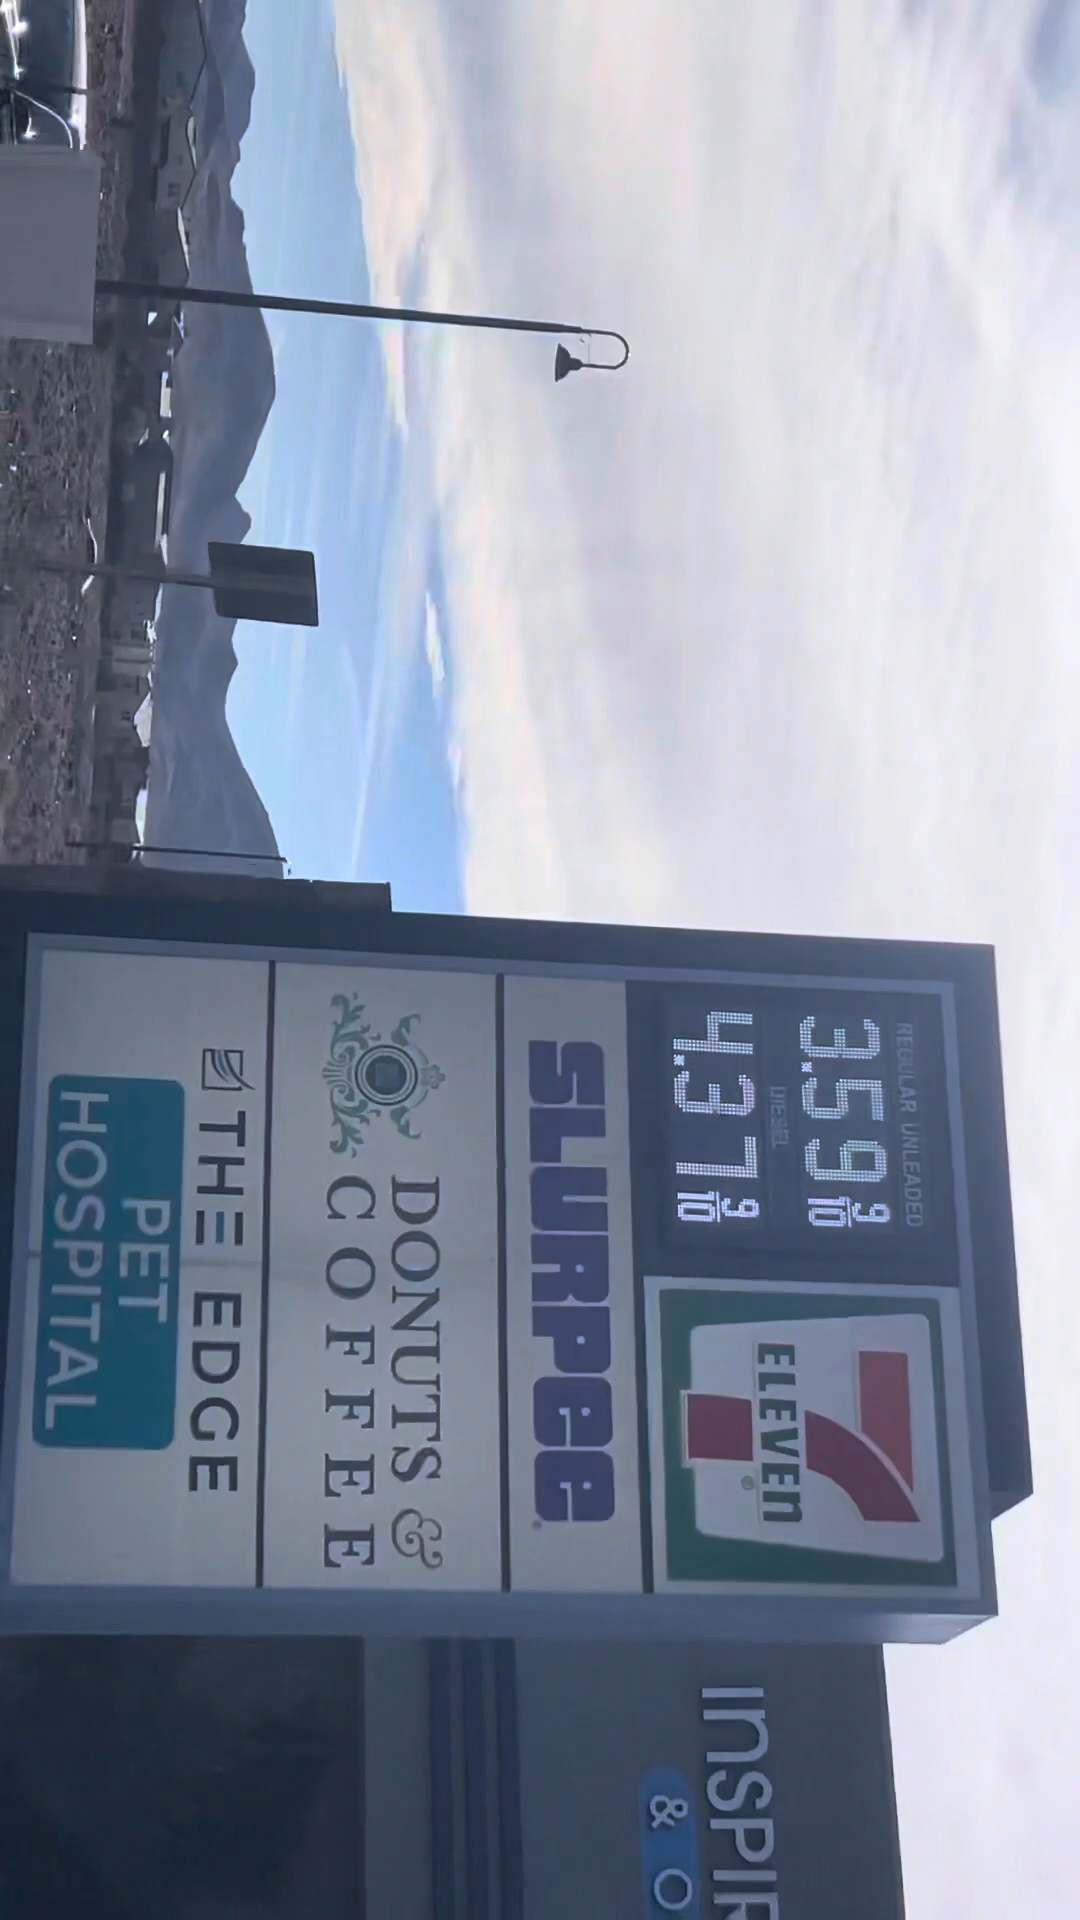 REGULAR UNLEADED
3.59 9/10
DIESEL
4.37 9/10
7
ELEVEn
®
SLURPEE
DONUTS &
COFFEE
THE EDGE
PET
HOSPITAL
InSPIR
& O